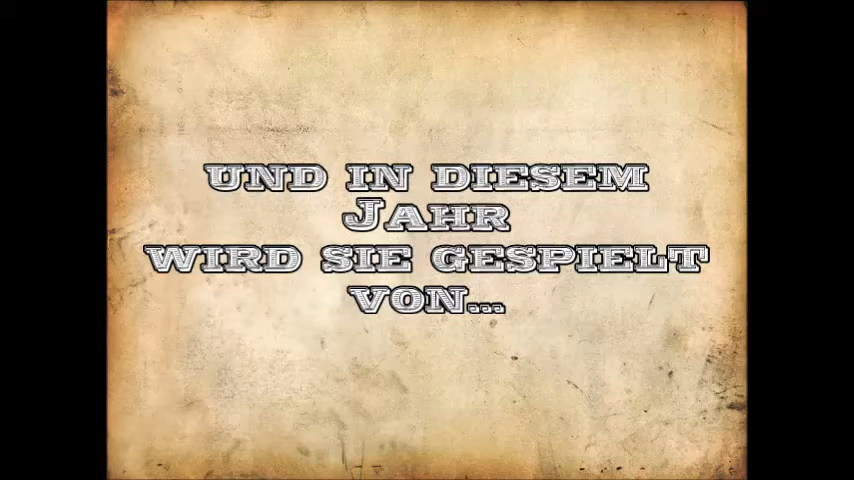 UND IN DIESEM
JAHR
WIRD SIE GESPIELT
VON...